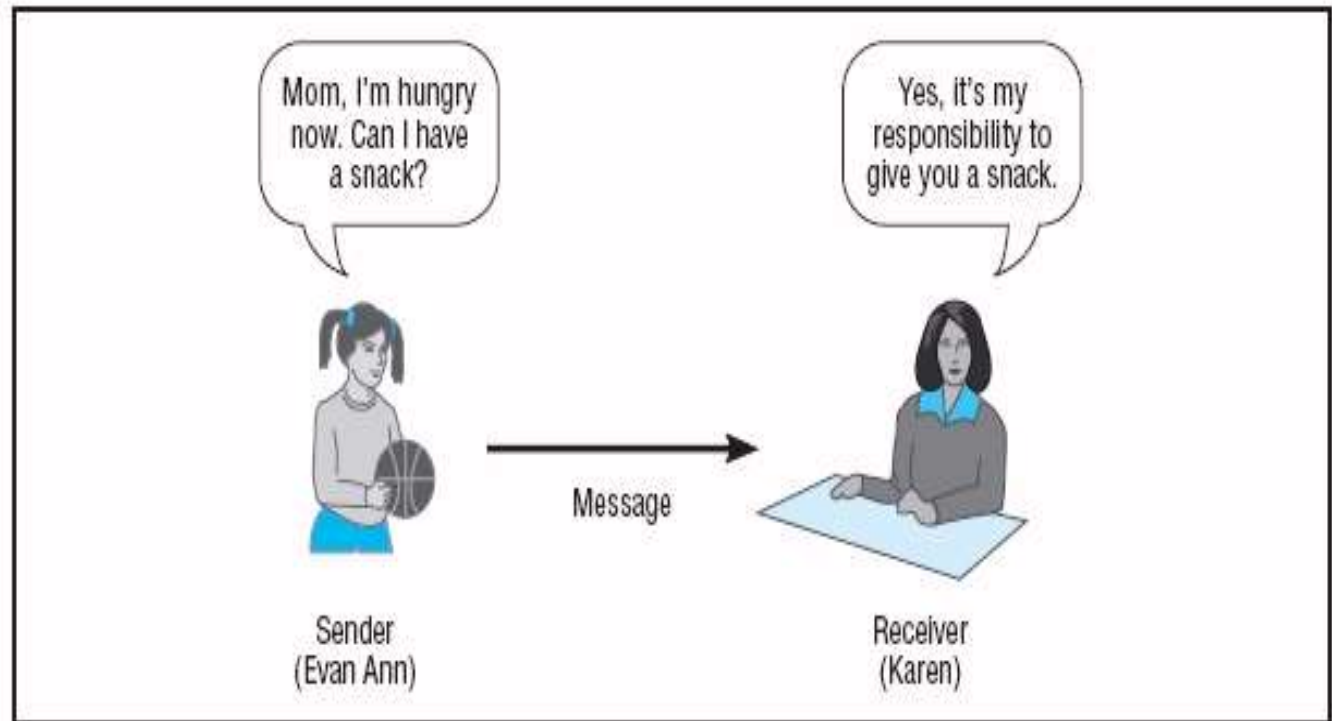 Mom, I'm hungry
now. Can I have
a snack?
Yes, it's my
responsibility to
give you a snack.
Message
Sender
(Evan Ann)
Receiver
(Karen)